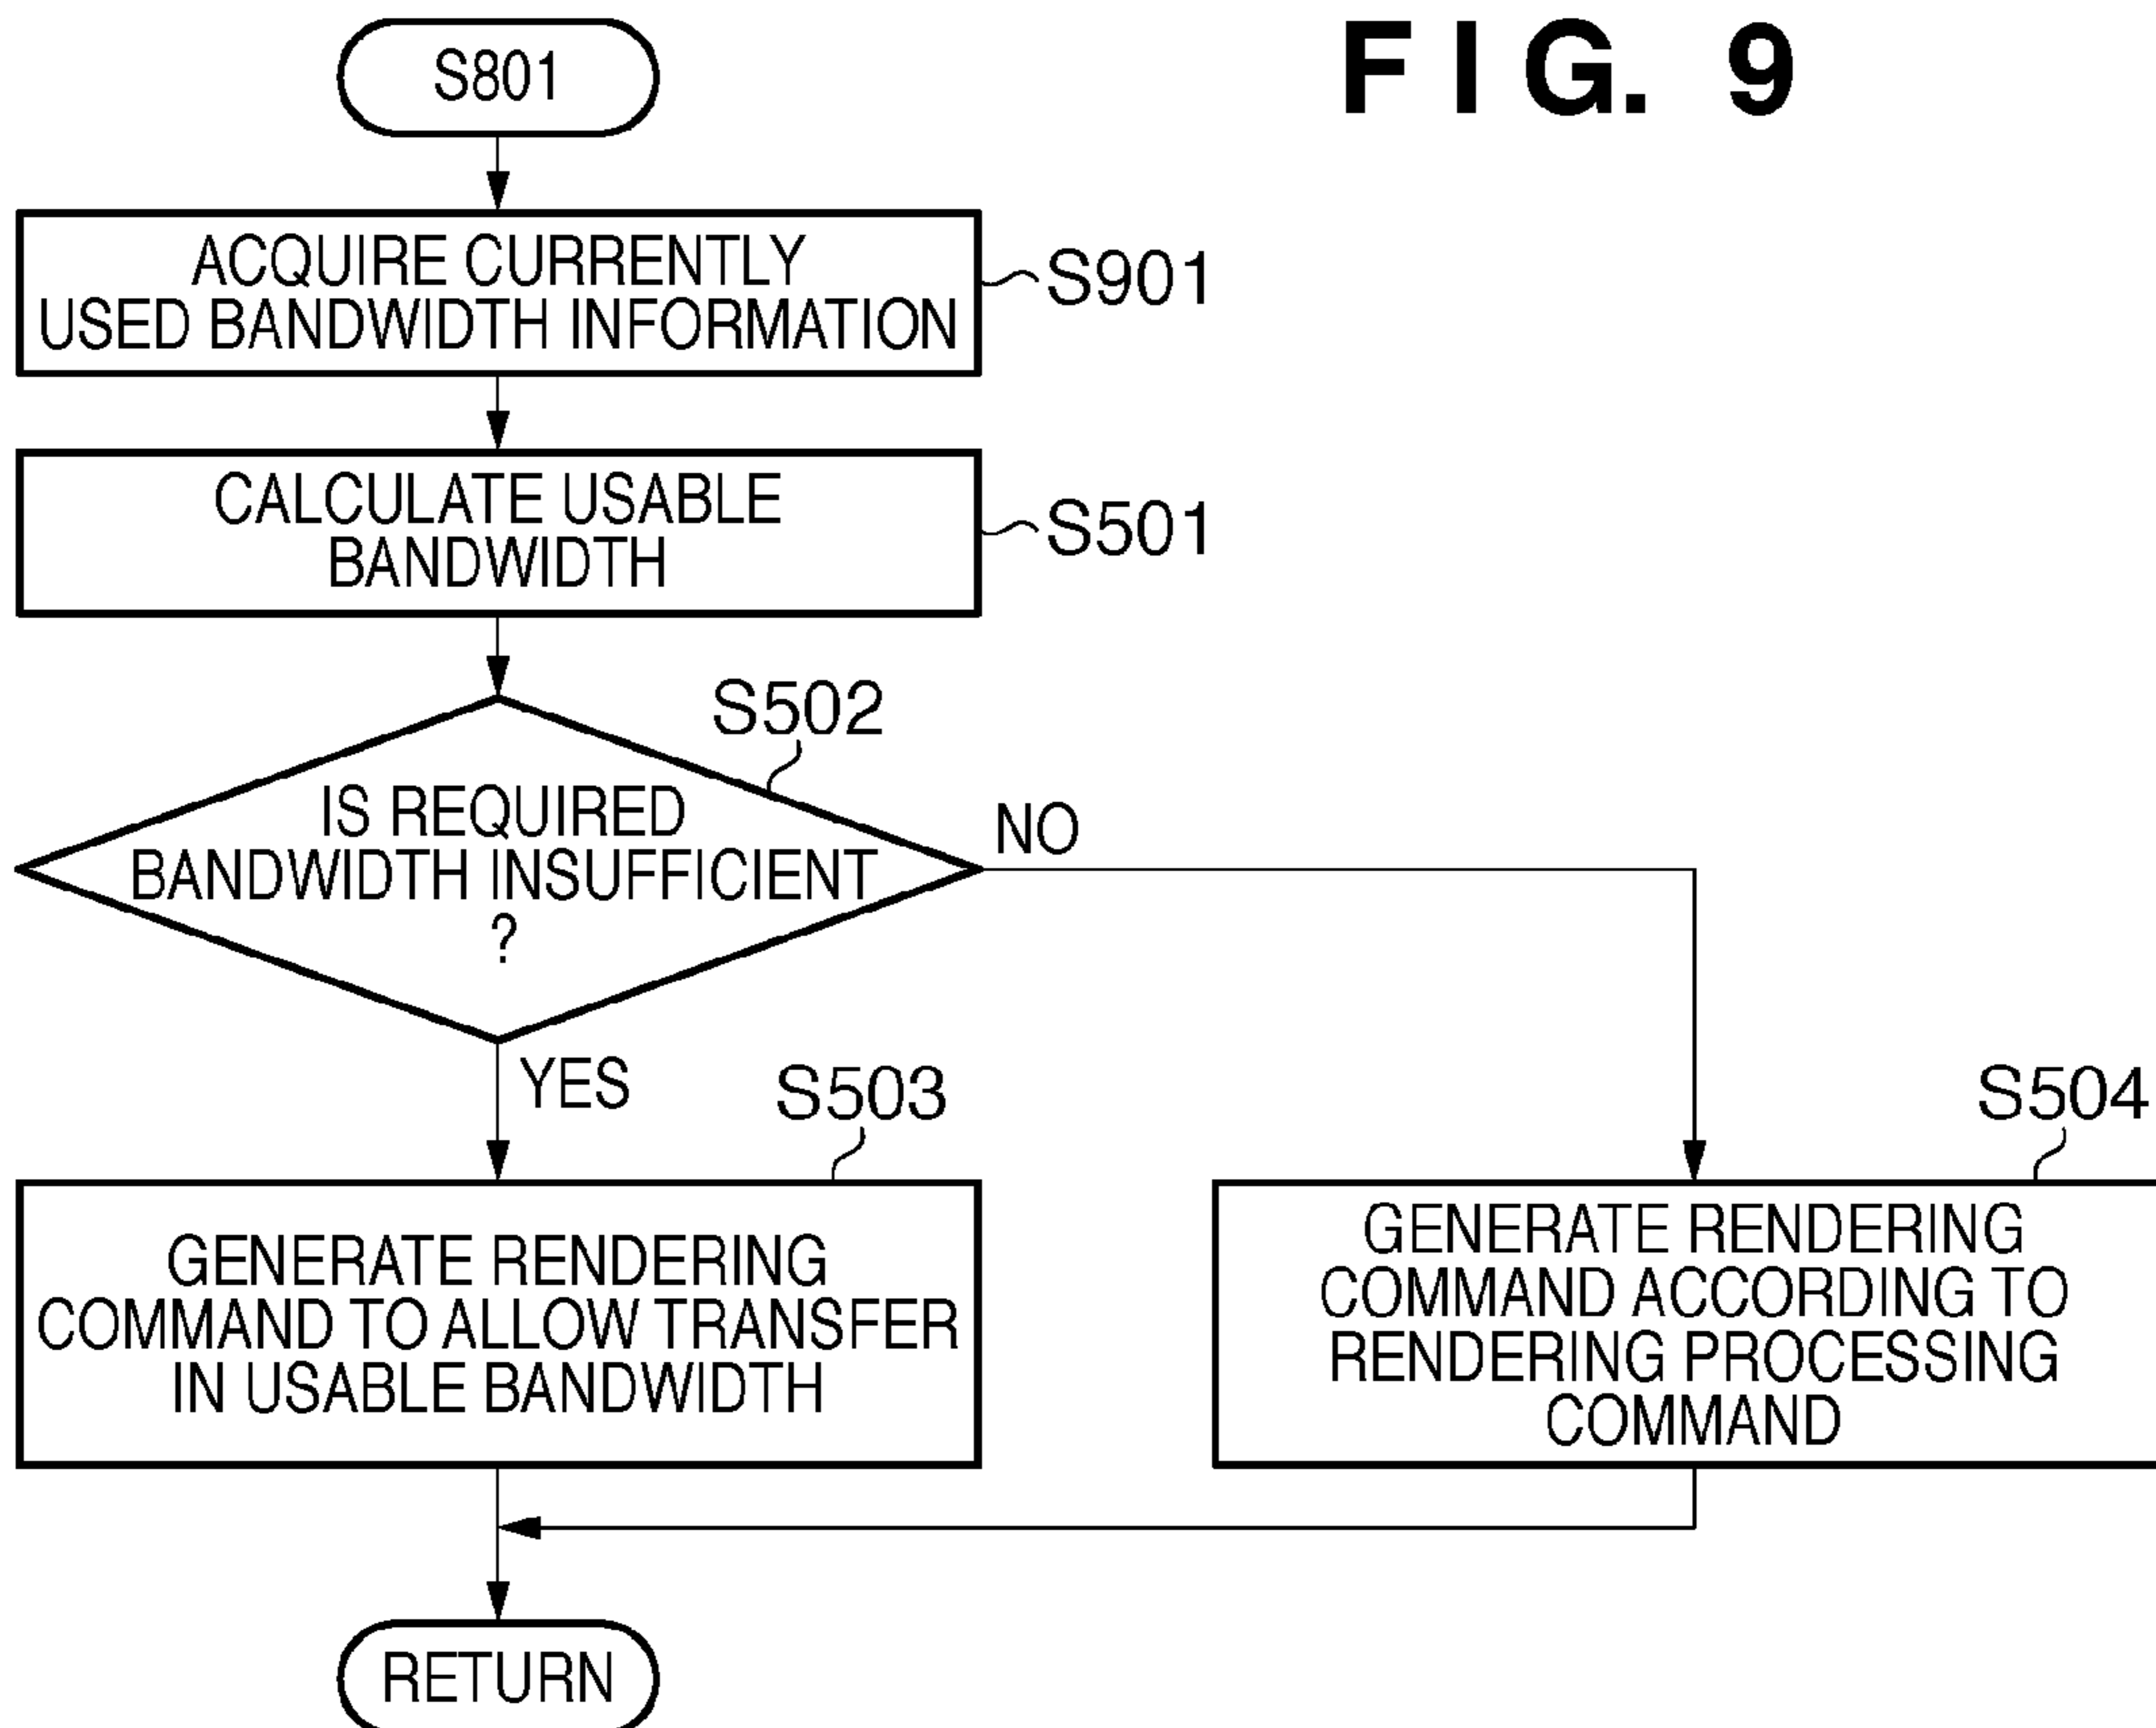 FIG. 9
S801
ACQUIRE CURRENTLY
USED BANDWIDTH INFORMATION
S901
CALCULATE USABLE
BANDWIDTH
S501
S502
IS REQUIRED
BANDWIDTH INSUFFICIENT
?
NO
YES
S503
GENERATE RENDERING
COMMAND TO ALLOW TRANSFER
IN USABLE BANDWIDTH
S504
GENERATE RENDERING
COMMAND ACCORDING TO
RENDERING PROCESSING
COMMAND
RETURN